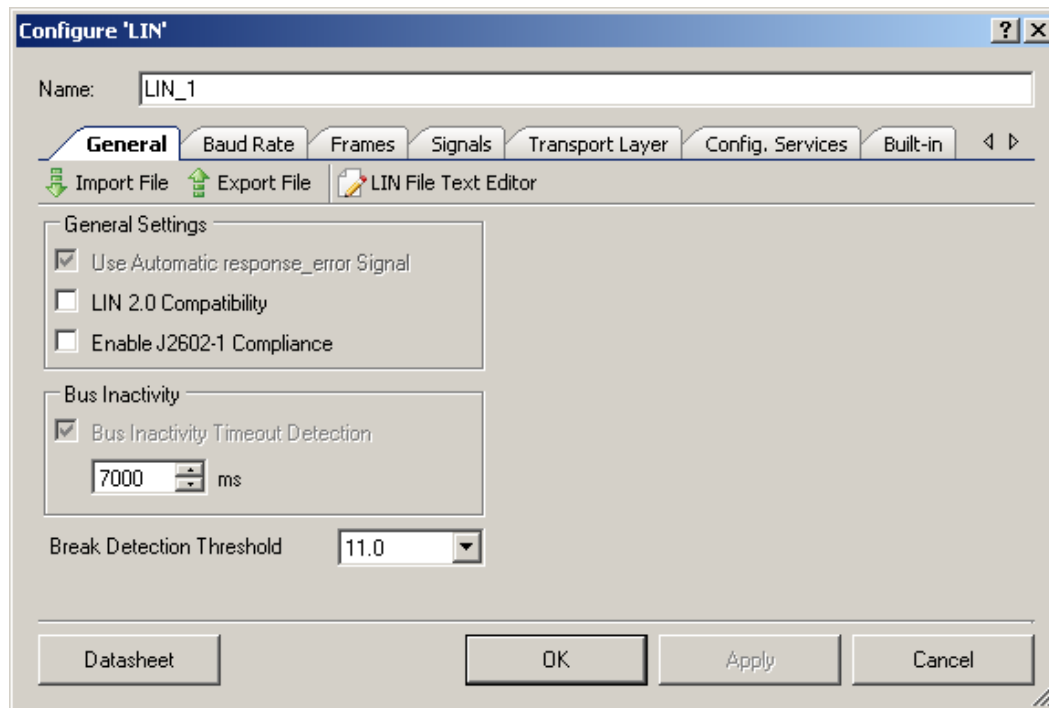 Configure 'LIN'
Name: LIN_1
General Baud Rate Frames Signals Transport Layer Config. Services Built-in
Import File Export File LIN File Text Editor
General Settings
Use Automatic response_error Signal
LIN 2.0 Compatibility
Enable J2602-1 Compliance
Bus Inactivity
Bus Inactivity Timeout Detection
7000 ms
Break Detection Threshold 11.0
Datasheet OK Apply Cancel